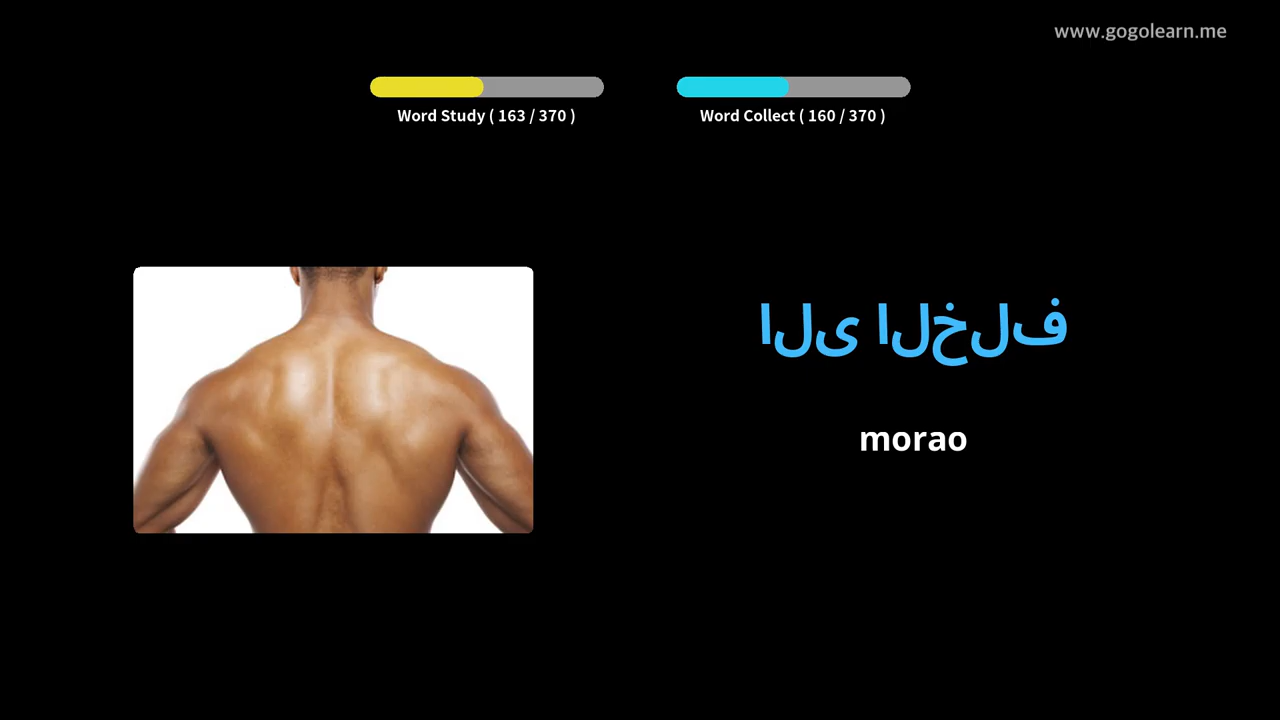 www.gogolearn.me
Word Study ( 163 / 370 )
Word Collect ( 160 / 370 )
الى الخلف
morao